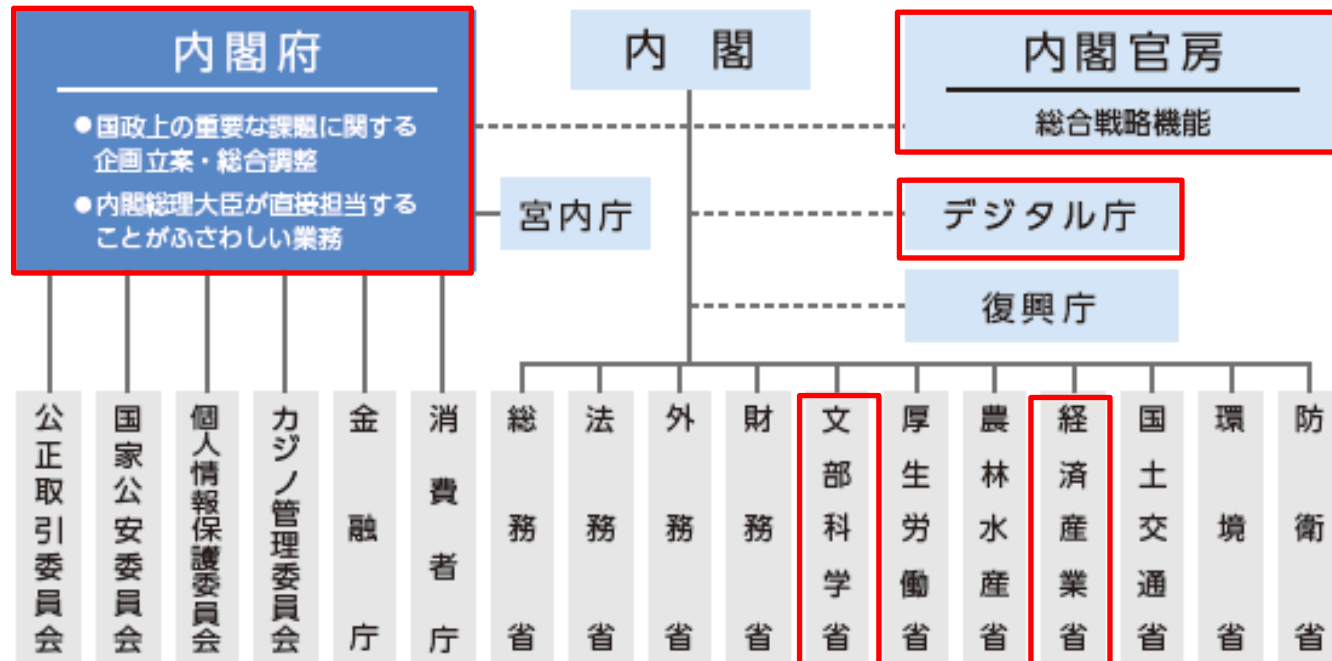 内閣府
●国政上の重要な課題に関する
企画立案・総合調整
●内閣総理大臣が直接担当する
ことがふさわしい業務
内閣
内閣官房
総合戦略機能
宮内庁
デジタル庁
復興庁
公正取引委員会
国家公安委員会
個人情報保護委員会
カジノ管理委員会
金融庁
消費者庁
総務省
法務省
外務省
財務省
文部科学省
厚生労働省
農林水産省
経済産業省
国土交通省
環境省
防衛省